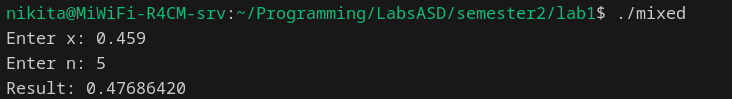 nikita@MiWiFi-R4CM-srv:~/Programming/LabsASD/semester2/lab1$ ./mixed
Enter x: 0.459
Enter n: 5
Result: 0.47686420